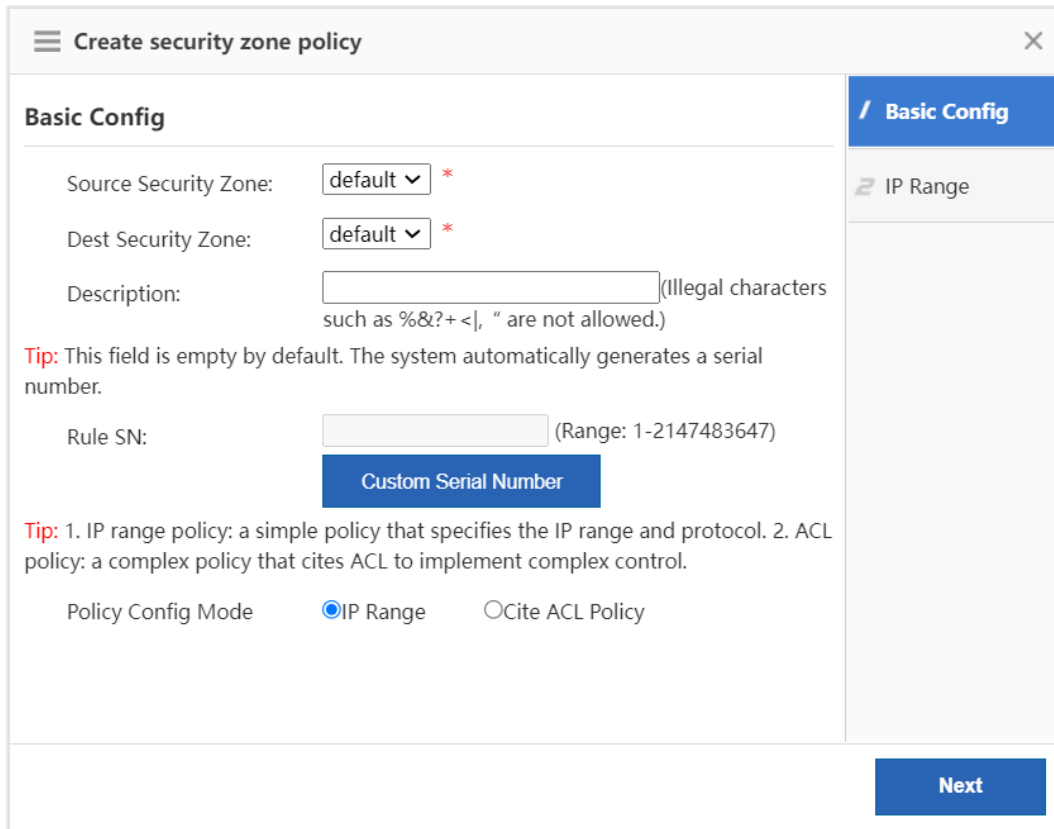 Create security zone policy
Basic Config
Source Security Zone: default *
Dest Security Zone: default *
Description: (Illegal characters
such as %&?+<|, “ are not allowed.)
Tip: This field is empty by default. The system automatically generates a serial
number.
Rule SN: (Range: 1-2147483647)
Custom Serial Number
Tip: 1. IP range policy: a simple policy that specifies the IP range and protocol. 2. ACL
policy: a complex policy that cites ACL to implement complex control.
Policy Config Mode IP Range Cite ACL Policy
1 Basic Config
2 IP Range
Next